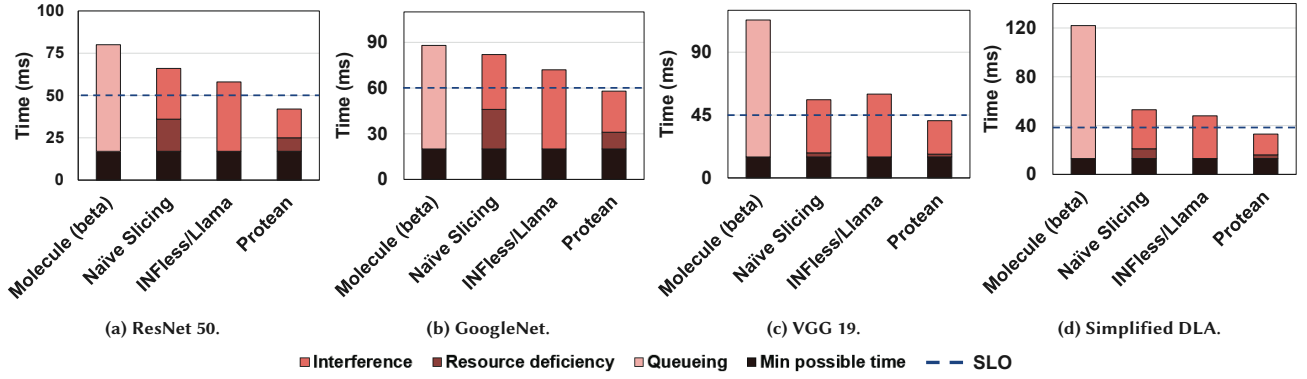 Time (ms)
100
75
50
25
0
Molecule (beta)
Naïve Slicing
INFless/Llama
Protean
(a) ResNet 50.
Time (ms)
90
60
30
0
Molecule (beta)
Naïve Slicing
INFless/Llama
Protean
(b) GoogleNet.
Time (ms)
90
45
0
Molecule (beta)
Naïve Slicing
INFless/Llama
Protean
(c) VGG 19.
Time (ms)
120
80
40
0
Molecule (beta)
Naïve Slicing
INFless/Llama
Protean
(d) Simplified DLA.
Interference Resource deficiency Queueing Min possible time SLO